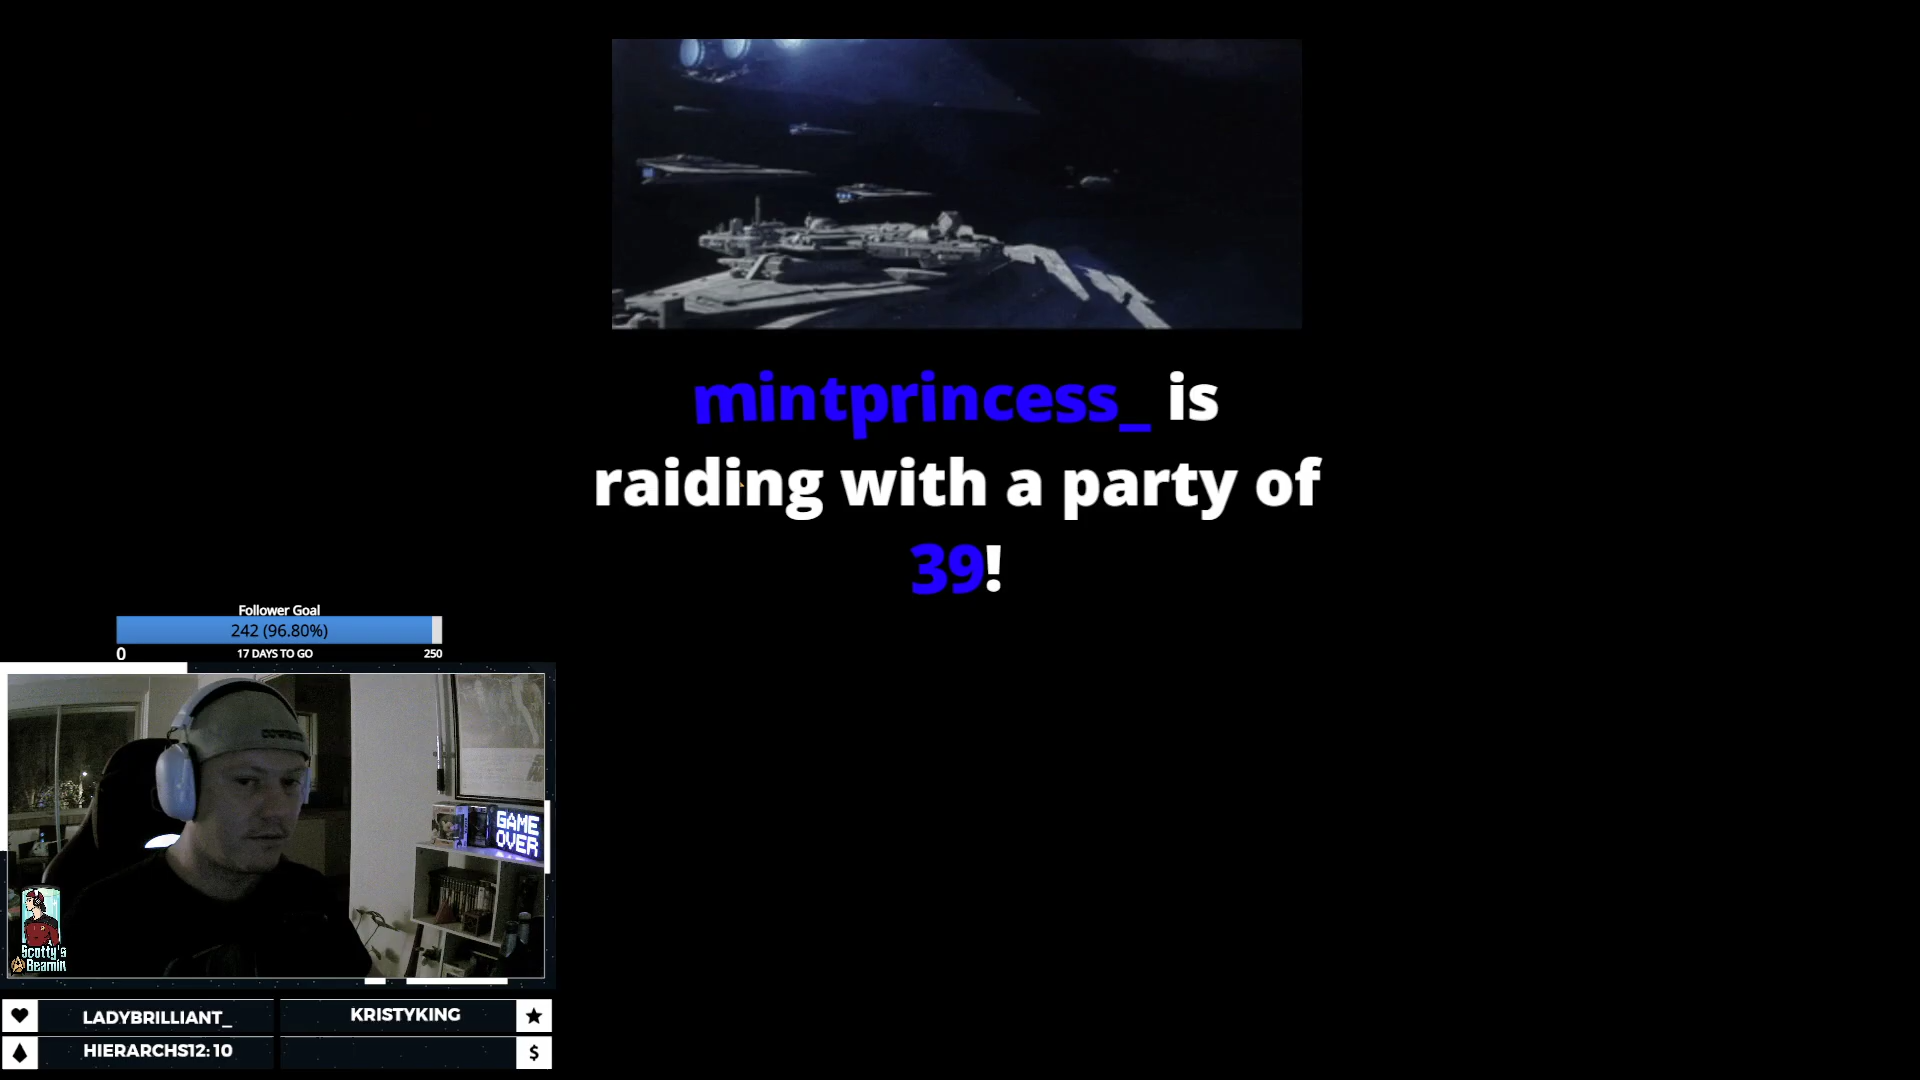 mintprincess_ is
raiding with a party of
39!
Follower Goal
242 (96.80%)
0 17 DAYS TO GO 250
GAME
OVER
Scotty's
Beamin
LADYBRILLIANT_ KRISTYKING
HIERARCHS12: 10 $